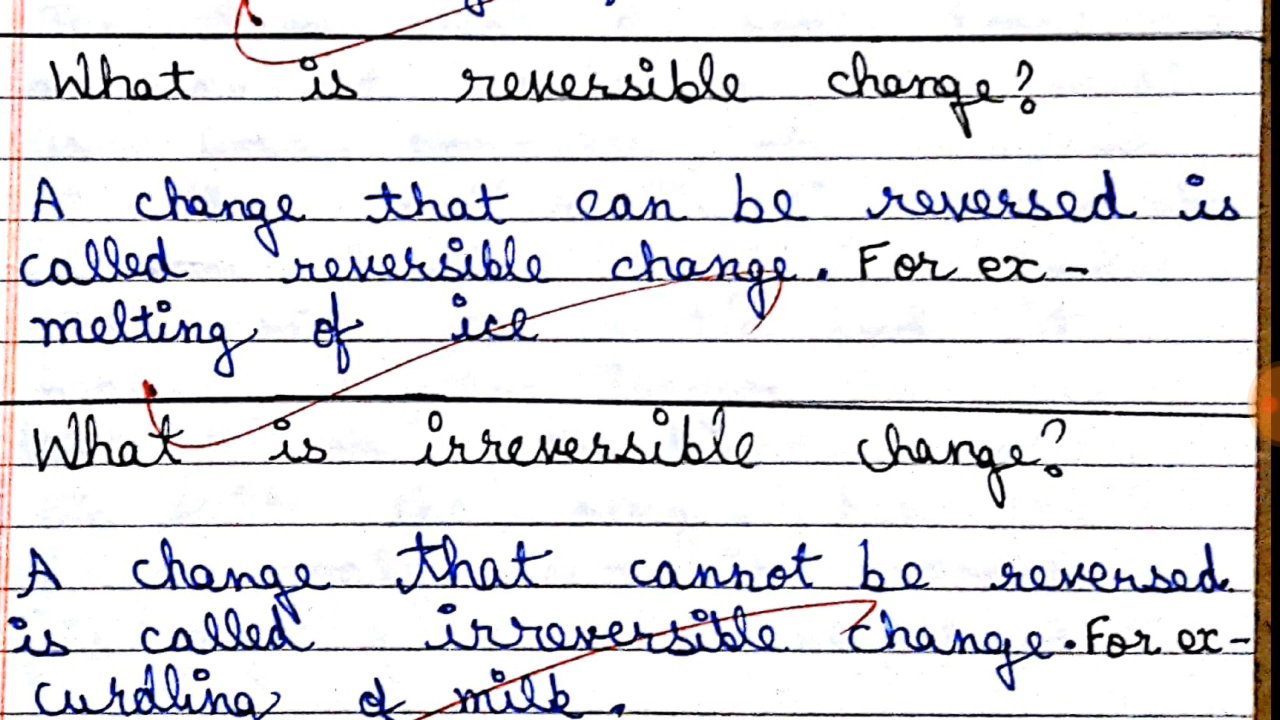 What is reversible change?
A change that can be reversed is
called reversible change. For ex -
melting of ice
What is irreversible change?
A change that cannot be reversed
is called irreversible change. For ex -
curdling of milk.